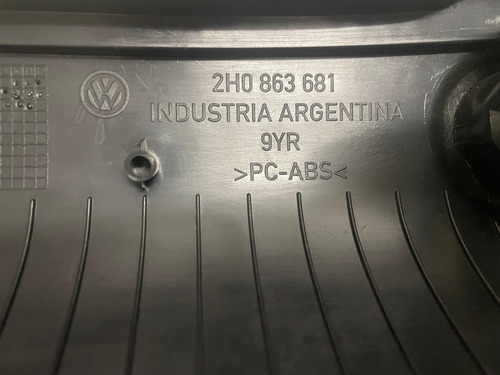 2H0 863 681
INDUSTRIA ARGENTINA
9YR
>PC-ABS<